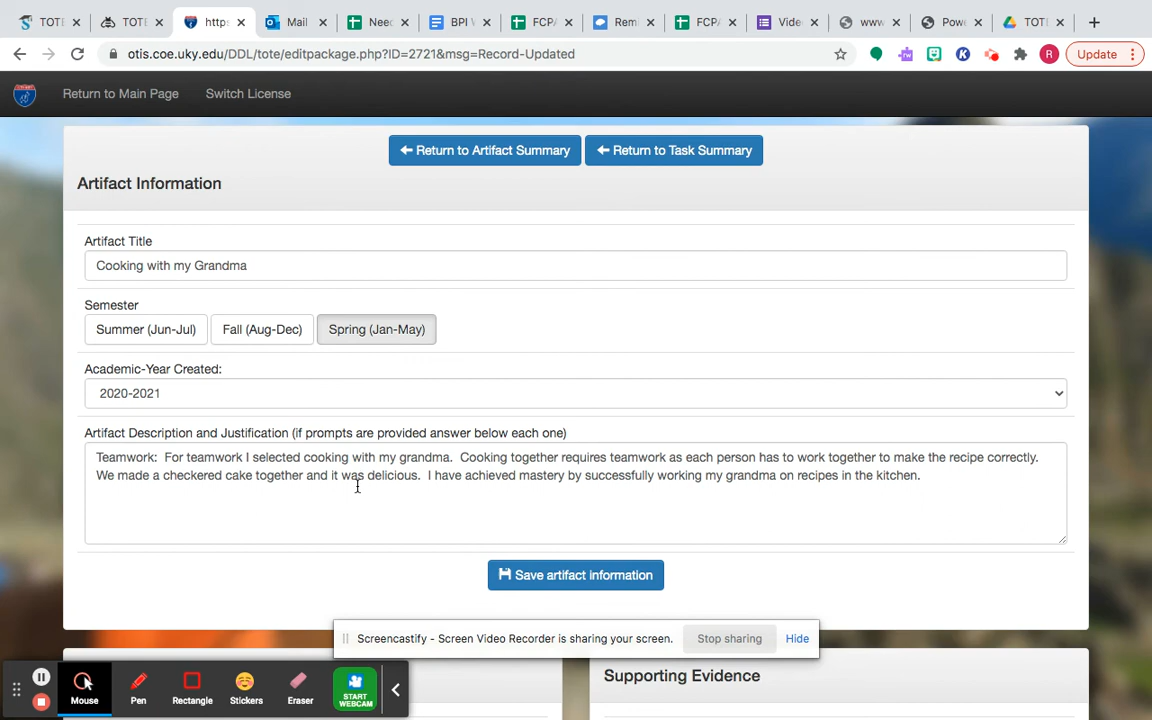 TOTE
TOTE
https
Mail
Need
BPI V
FCPA
Rem
FCPA
Video
www
Powe
TOTE
otis.coe.uky.edu/DDL/tote/editpackage.php?ID=2721&msg=Record-Updated
K
R
Update
Return to Main Page Switch License
Return to Artifact Summary Return to Task Summary
Artifact Information
Artifact Title
Cooking with my Grandma
Semester
Summer (Jun-Jul) Fall (Aug-Dec) Spring (Jan-May)
Academic-Year Created:
2020-2021
Artifact Description and Justification (if prompts are provided answer below each one)
Teamwork: For teamwork I selected cooking with my grandma. Cooking together requires teamwork as each person has to work together to make the recipe correctly.
We made a checkered cake together and it was delicious. I have achieved mastery by successfully working my grandma on recipes in the kitchen.
Save artifact information
Screencastify - Screen Video Recorder is sharing your screen. Stop sharing Hide
Supporting Evidence
Mouse Pen Rectangle Stickers Eraser START WEBCAM